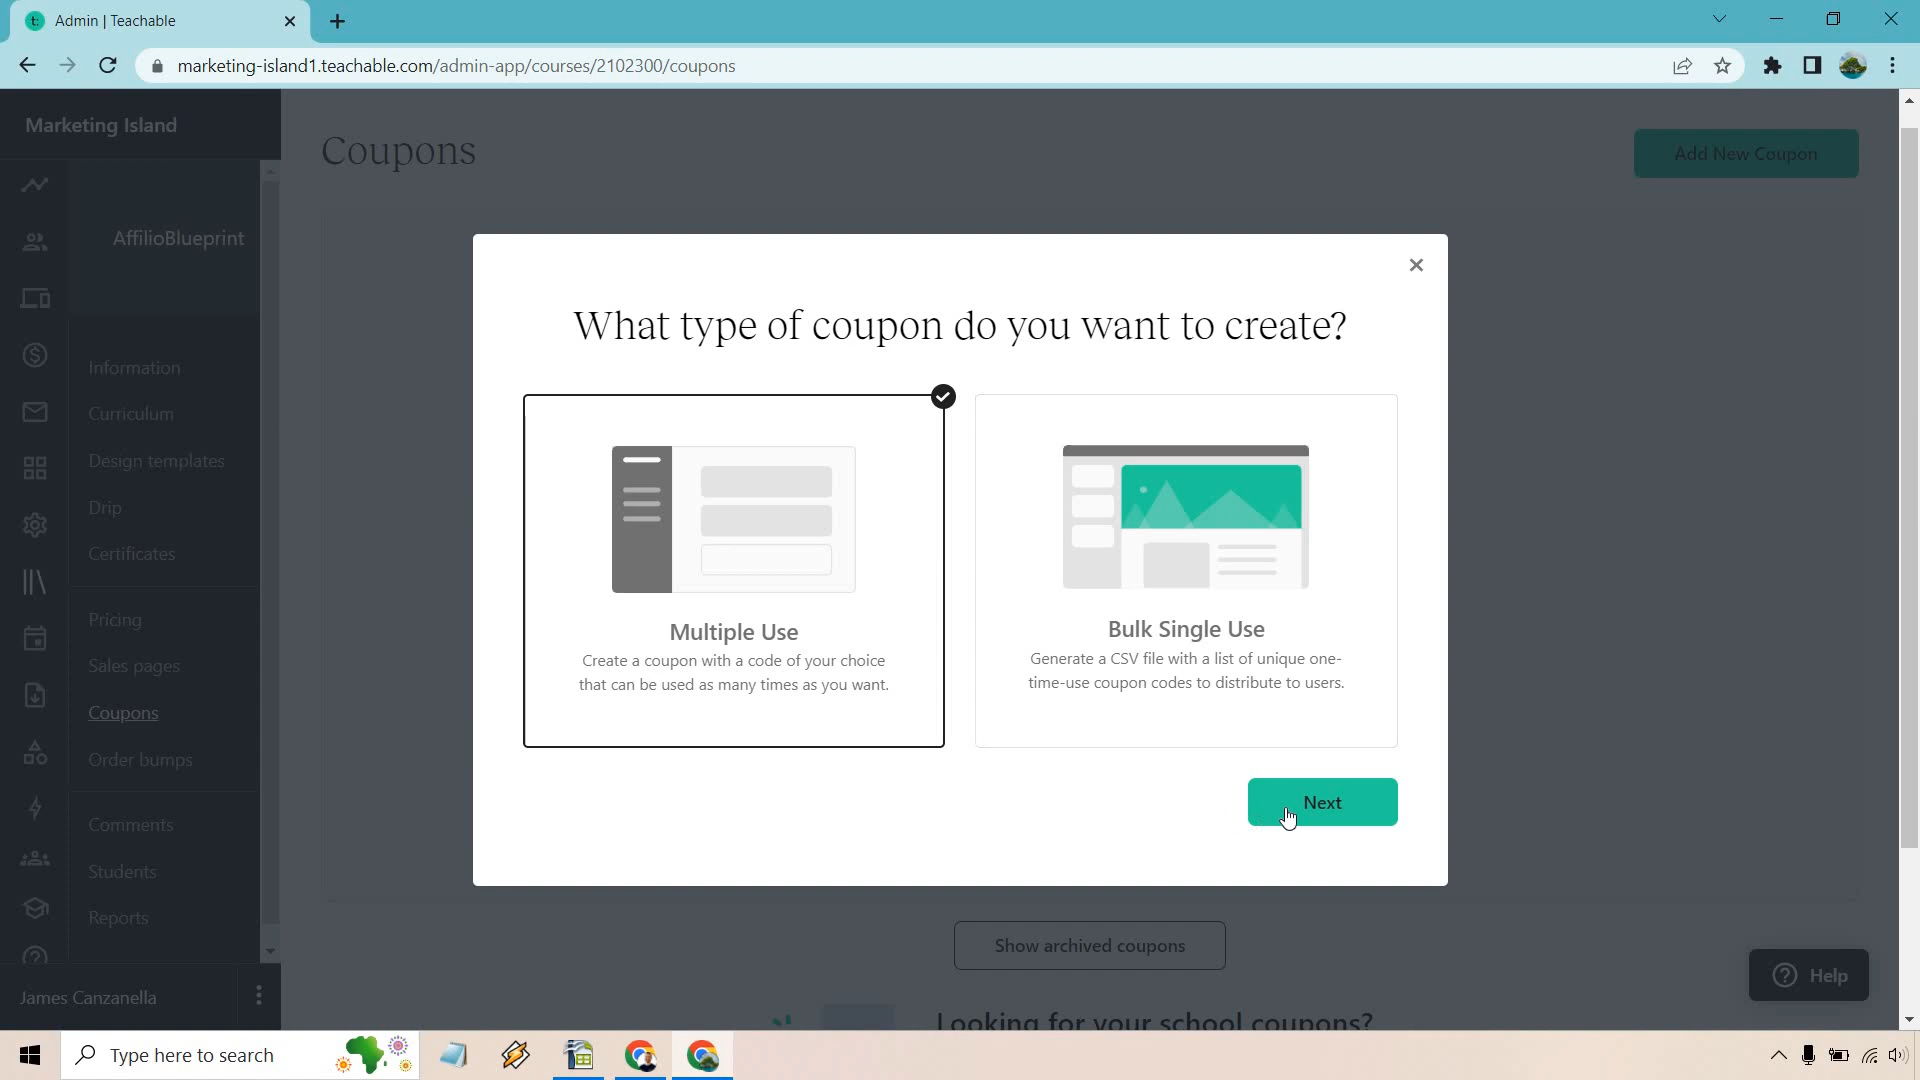 Admin | Teachable
marketing-island1.teachable.com/admin-app/courses/2102300/coupons
Marketing Island
AffilioBlueprint
Information
Curriculum
Design templates
Drip
Certificates
Pricing
Sales pages
Coupons
Order bumps
Comments
Students
Reports
James Canzanella
Coupons
Add New Coupon
What type of coupon do you want to create?
Multiple Use
Create a coupon with a code of your choice
that can be used as many times as you want.
Bulk Single Use
Generate a CSV file with a list of unique one-
time-use coupon codes to distribute to users.
Next
Show archived coupons
Looking for your school coupons?
Help
Type here to search